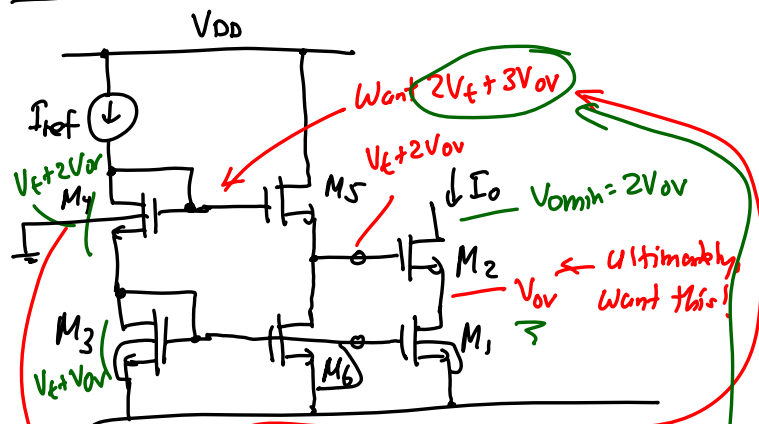 VDD
Want 2Vt + 3Vov
Iref
Vt+2Vov
Vt+2Vov
M4
M5
Io
Vomin = 2Vov
M2
Ultimately,
Vov
want this!
M3
M1
Vt+Vov
M6